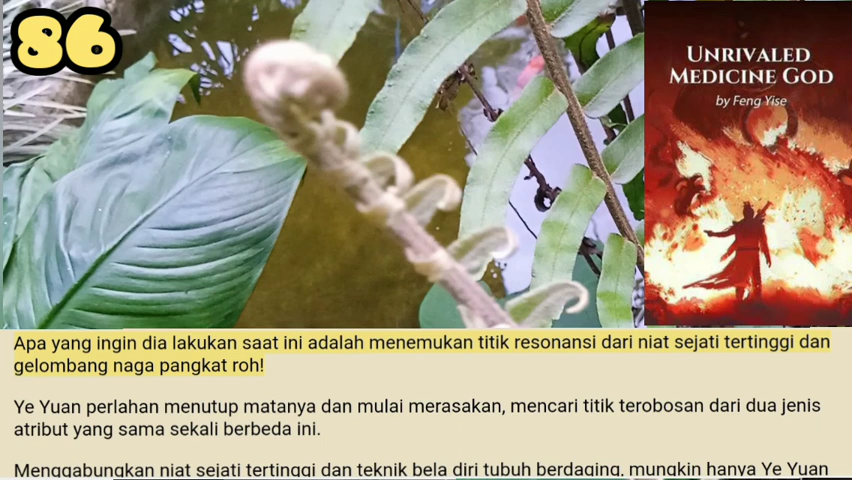 86
UNRIVALED
MEDICINE GOD
by Feng Yise
Apa yang ingin dia lakukan saat ini adalah menemukan titik resonansi dari niat sejati tertinggi dan
gelombang naga pangkat roh!
Ye Yuan perlahan menutup matanya dan mulai merasakan, mencari titik terobosan dari dua jenis
atribut yang sama sekali berbeda ini.
Menggabungkan niat sejati tertinggi dan teknik bela diri tubuh berdaging, mungkin hanya Ye Yuan